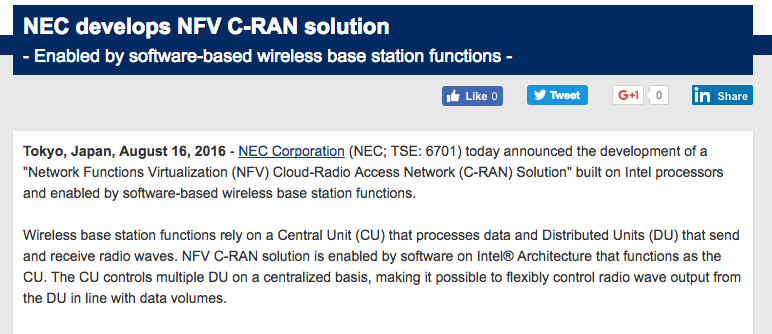 NEC develops NFV C-RAN solution
- Enabled by software-based wireless base station functions -
Like 0
Tweet
G+1 0
in Share
Tokyo, Japan, August 16, 2016 - NEC Corporation (NEC; TSE: 6701) today announced the development of a
"Network Functions Virtualization (NFV) Cloud-Radio Access Network (C-RAN) Solution" built on Intel processors
and enabled by software-based wireless base station functions.
Wireless base station functions rely on a Central Unit (CU) that processes data and Distributed Units (DU) that send
and receive radio waves. NFV C-RAN solution is enabled by software on Intel® Architecture that functions as the
CU. The CU controls multiple DU on a centralized basis, making it possible to flexibly control radio wave output from
the DU in line with data volumes.